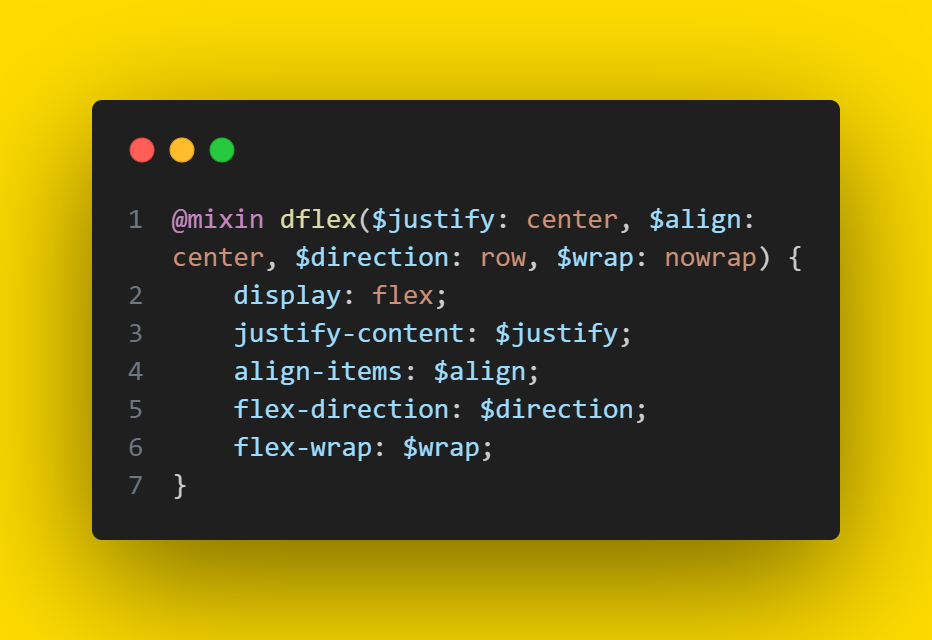 1 @mixin dflex($justify: center, $align:
center, $direction: row, $wrap: nowrap) {
2     display: flex;
3     justify-content: $justify;
4     align-items: $align;
5     flex-direction: $direction;
6     flex-wrap: $wrap;
7 }